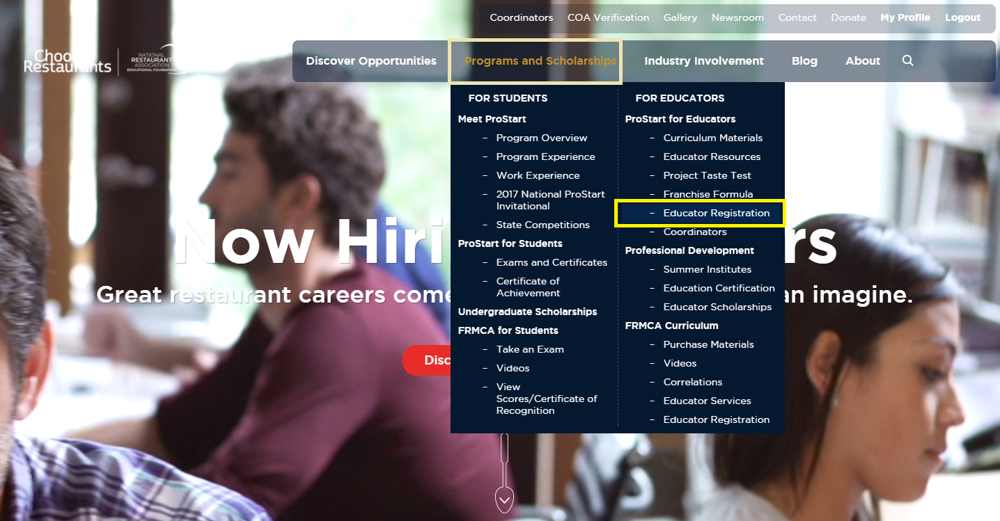 Coordinators COA Verification Gallery Newsroom Contact Donate My Profile Logout
Restaurants
NATIONAL
RESTAURANT
ASSOCIATION
EDUCATIONAL FOUNDATION
Discover Opportunities Programs and Scholarships Industry Involvement Blog About
FOR STUDENTS
Meet ProStart
– Program Overview
– Program Experience
– Work Experience
– 2017 National ProStart
Invitational
– State Competitions
ProStart for Students
– Exams and Certificates
– Certificate of
Achievement
Undergraduate Scholarships
FRMCA for Students
– Take an Exam
– Videos
– View
Scores/Certificate of
Recognition
FOR EDUCATORS
ProStart for Educators
– Curriculum Materials
– Educator Resources
– Project Taste Test
– Franchise Formula
– Educator Registration
– Coordinators
Professional Development
– Summer Institutes
– Education Certification
– Educator Scholarships
FRMCA Curriculum
– Purchase Materials
– Videos
– Correlations
– Educator Services
– Educator Registration
Now Hiri rs
Great restaurant careers come an imagine.
Disc